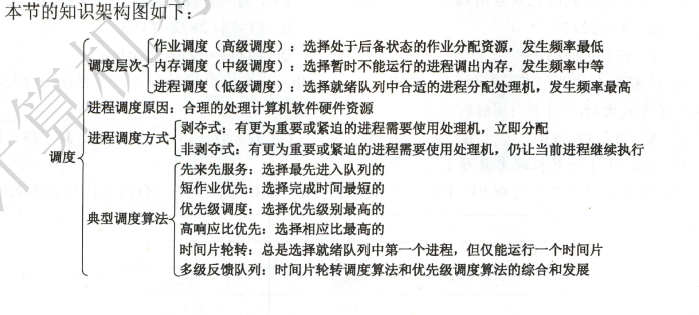 本节的知识架构图如下：
作业调度（高级调度）：选择处于后备状态的作业分配资源，发生频率最低
调度层次
内存调度（中级调度）：选择暂时不能运行的进程调出内存，发生频率中等
进程调度（低级调度）：选择就绪队列中合适的进程分配处理机，发生频率最高
进程调度原因：合理的处理计算机软件硬件资源
剥夺式：有更为重要或紧迫的进程需要使用处理机，立即分配
进程调度方式
非剥夺式：有更为重要或紧迫的进程需要使用处理机，仍让当前进程继续执行
调度
先来先服务：选择最先进入队列的
短作业优先：选择完成时间最短的
优先级调度：选择优先级别最高的
典型调度算法
高响应比优先：选择相应比最高的
时间片轮转：总是选择就绪队列中第一个进程，但仅能运行一个时间片
多级反馈队列：时间片轮转调度算法和优先级调度算法的综合和发展
计算机